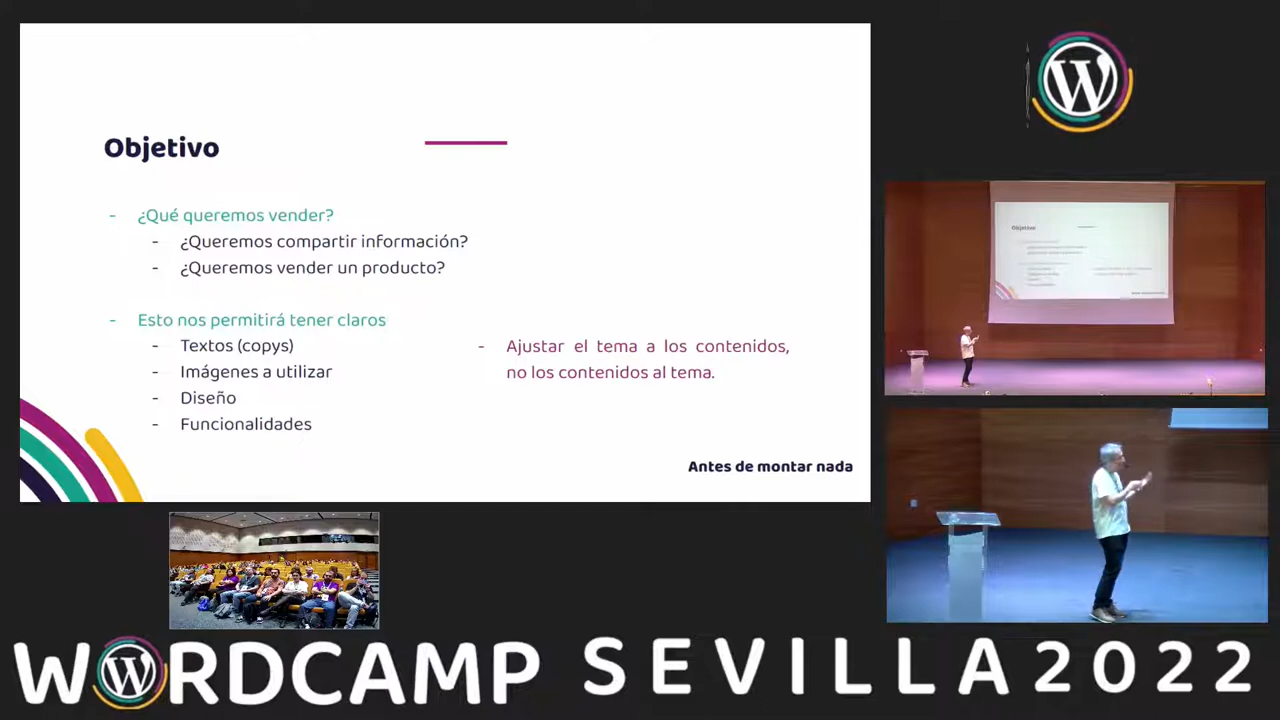 Objetivo
- ¿Qué queremos vender?
- ¿Queremos compartir información?
- ¿Queremos vender un producto?
- Esto nos permitirá tener claros
- Textos (copys)
- Imágenes a utilizar
- Diseño
- Funcionalidades
- Ajustar el tema a los contenidos,
no los contenidos al tema.
Antes de montar nada
Objetivo
WORDCAMP SEVILLA 2022